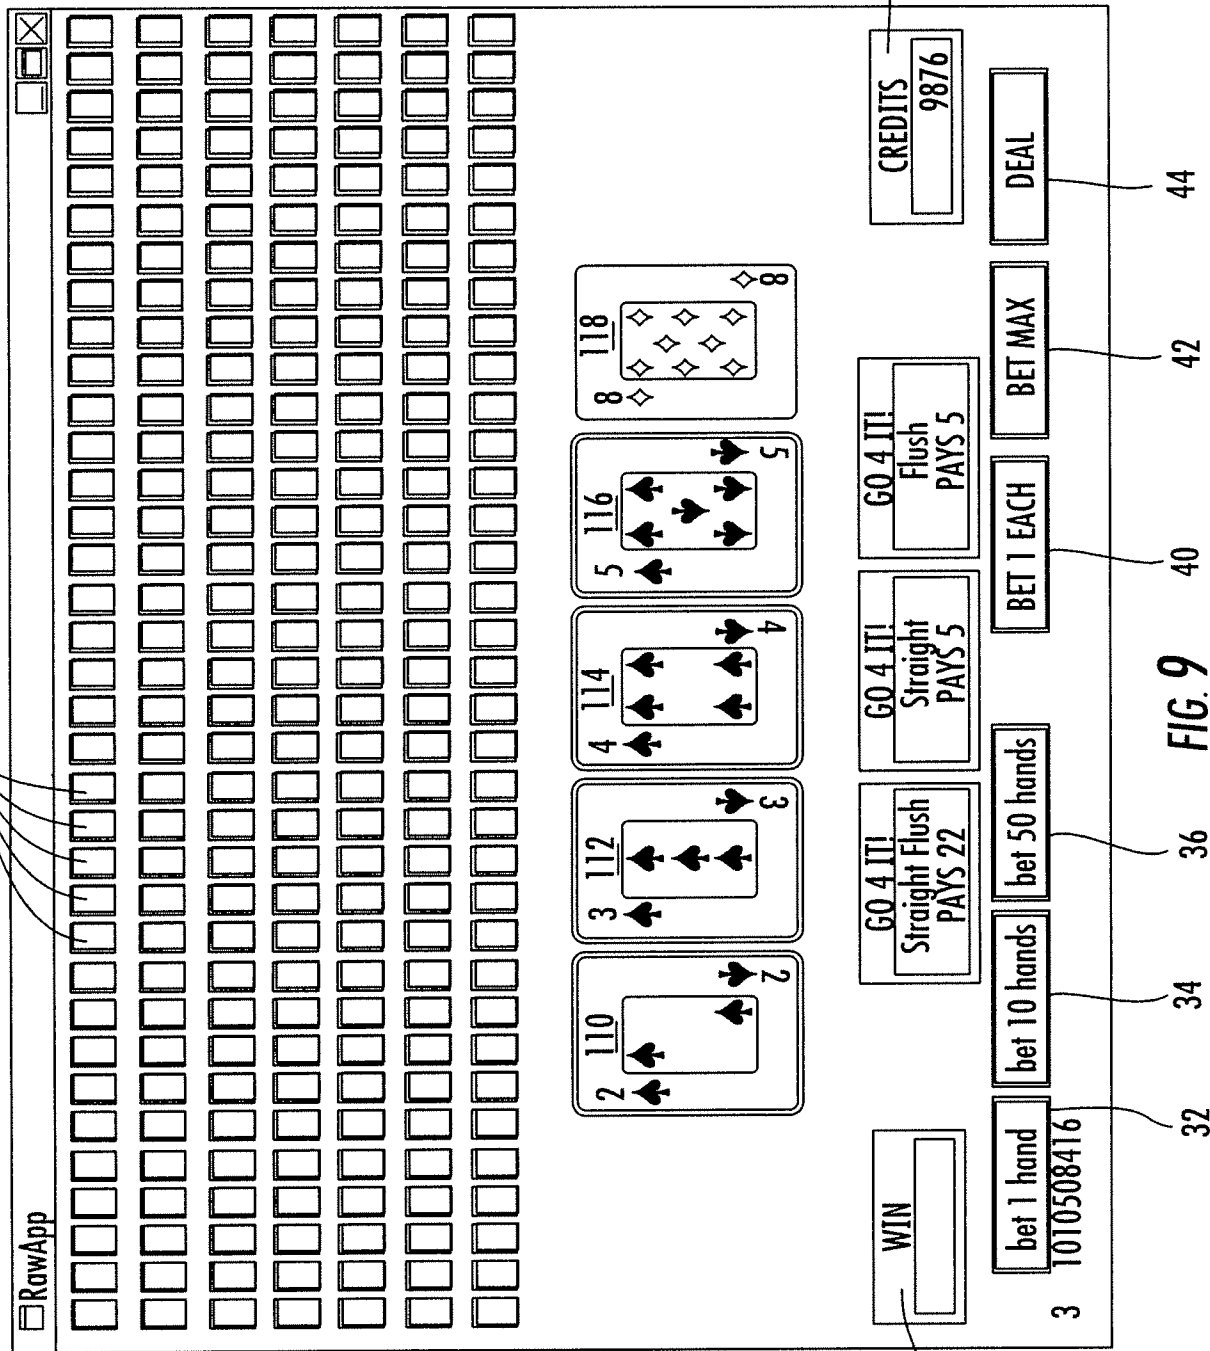 RawApp
110
112
114
116
118
2
3
4
5
8
2
3
4
5
8
GO 4 IT!
Straight Flush
PAYS 22
GO 4 IT!
Straight
PAYS 5
GO 4 IT!
Flush
PAYS 5
WIN
CREDITS
9876
bet 1 hand
bet 10 hands
bet 50 hands
BET 1 EACH
BET MAX
DEAL
3
1010508416
32
34
36
40
42
44
FIG. 9